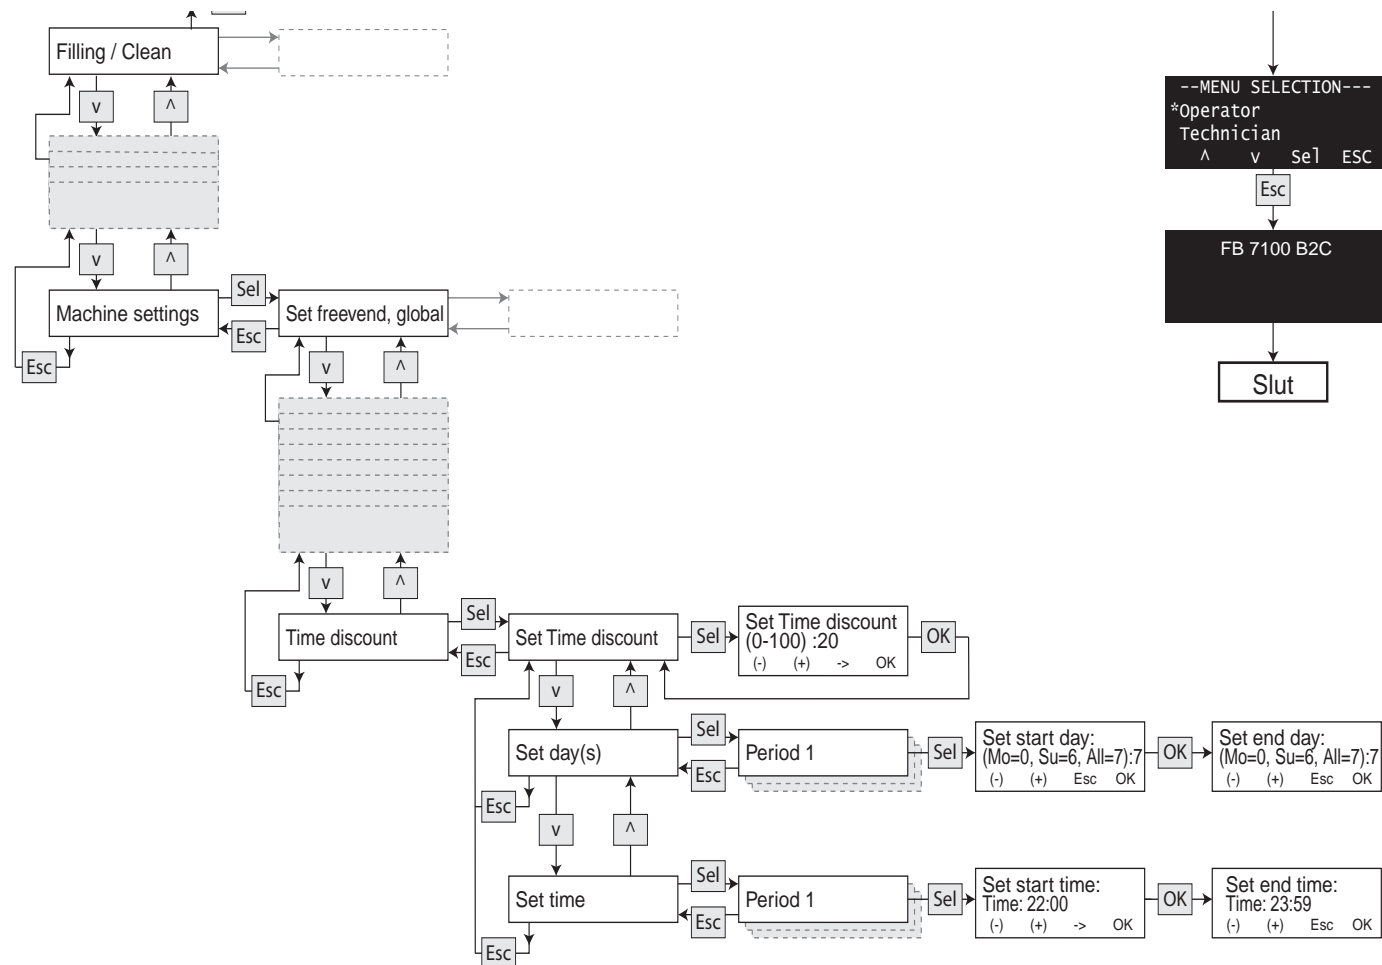 Filling / Clean
--MENU SELECTION---
*Operator
Technician
^ v Sel ESC
v ^
Esc
FB 7100 B2C
v ^
Machine settings
Sel
Esc
Set freevend, global
Esc
v ^
Slut
v ^
Time discount
Sel
Esc
Set Time discount
Sel
Set Time discount
(0-100) :20
(-) (+) -> OK
OK
Esc
v ^
Set day(s)
Sel
Esc
Period 1
Sel
Set start day:
(Mo=0, Su=6, All=7):7
(-) (+) Esc OK
OK
Set end day:
(Mo=0, Su=6, All=7):7
(-) (+) Esc OK
Esc
v ^
Set time
Sel
Esc
Period 1
Sel
Set start time:
Time: 22:00
(-) (+) -> OK
OK
Set end time:
Time: 23:59
(-) (+) Esc OK
Esc